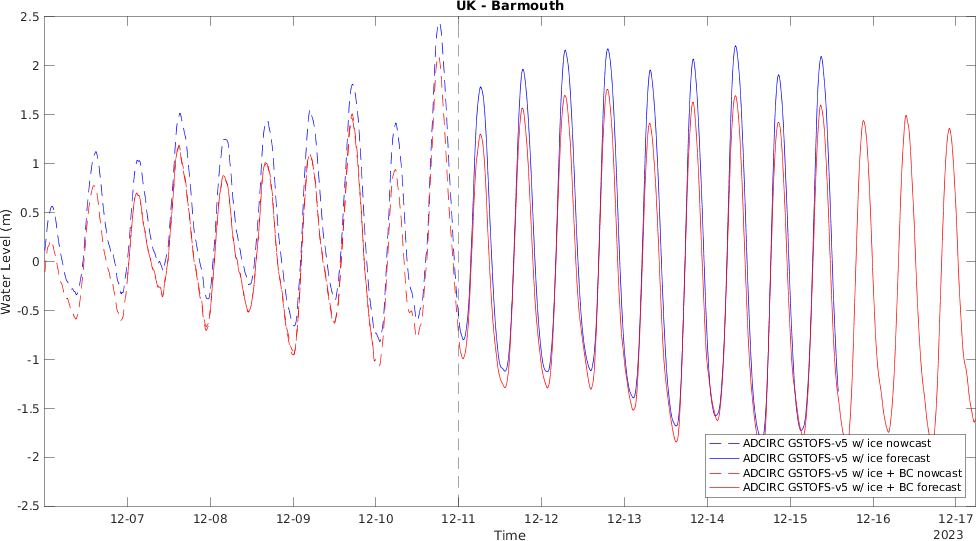 UK - Barmouth
2.5
2
1.5
1
0.5
0
-0.5
-1
-1.5
-2
-2.5
Water Level (m)
ADCIRC GSTOFS-v5 w/ ice nowcast
ADCIRC GSTOFS-v5 w/ ice forecast
ADCIRC GSTOFS-v5 w/ ice + BC nowcast
ADCIRC GSTOFS-v5 w/ ice + BC forecast
12-07 12-08 12-09 12-10 12-11 12-12 12-13 12-14 12-15 12-16 12-17
Time
2023